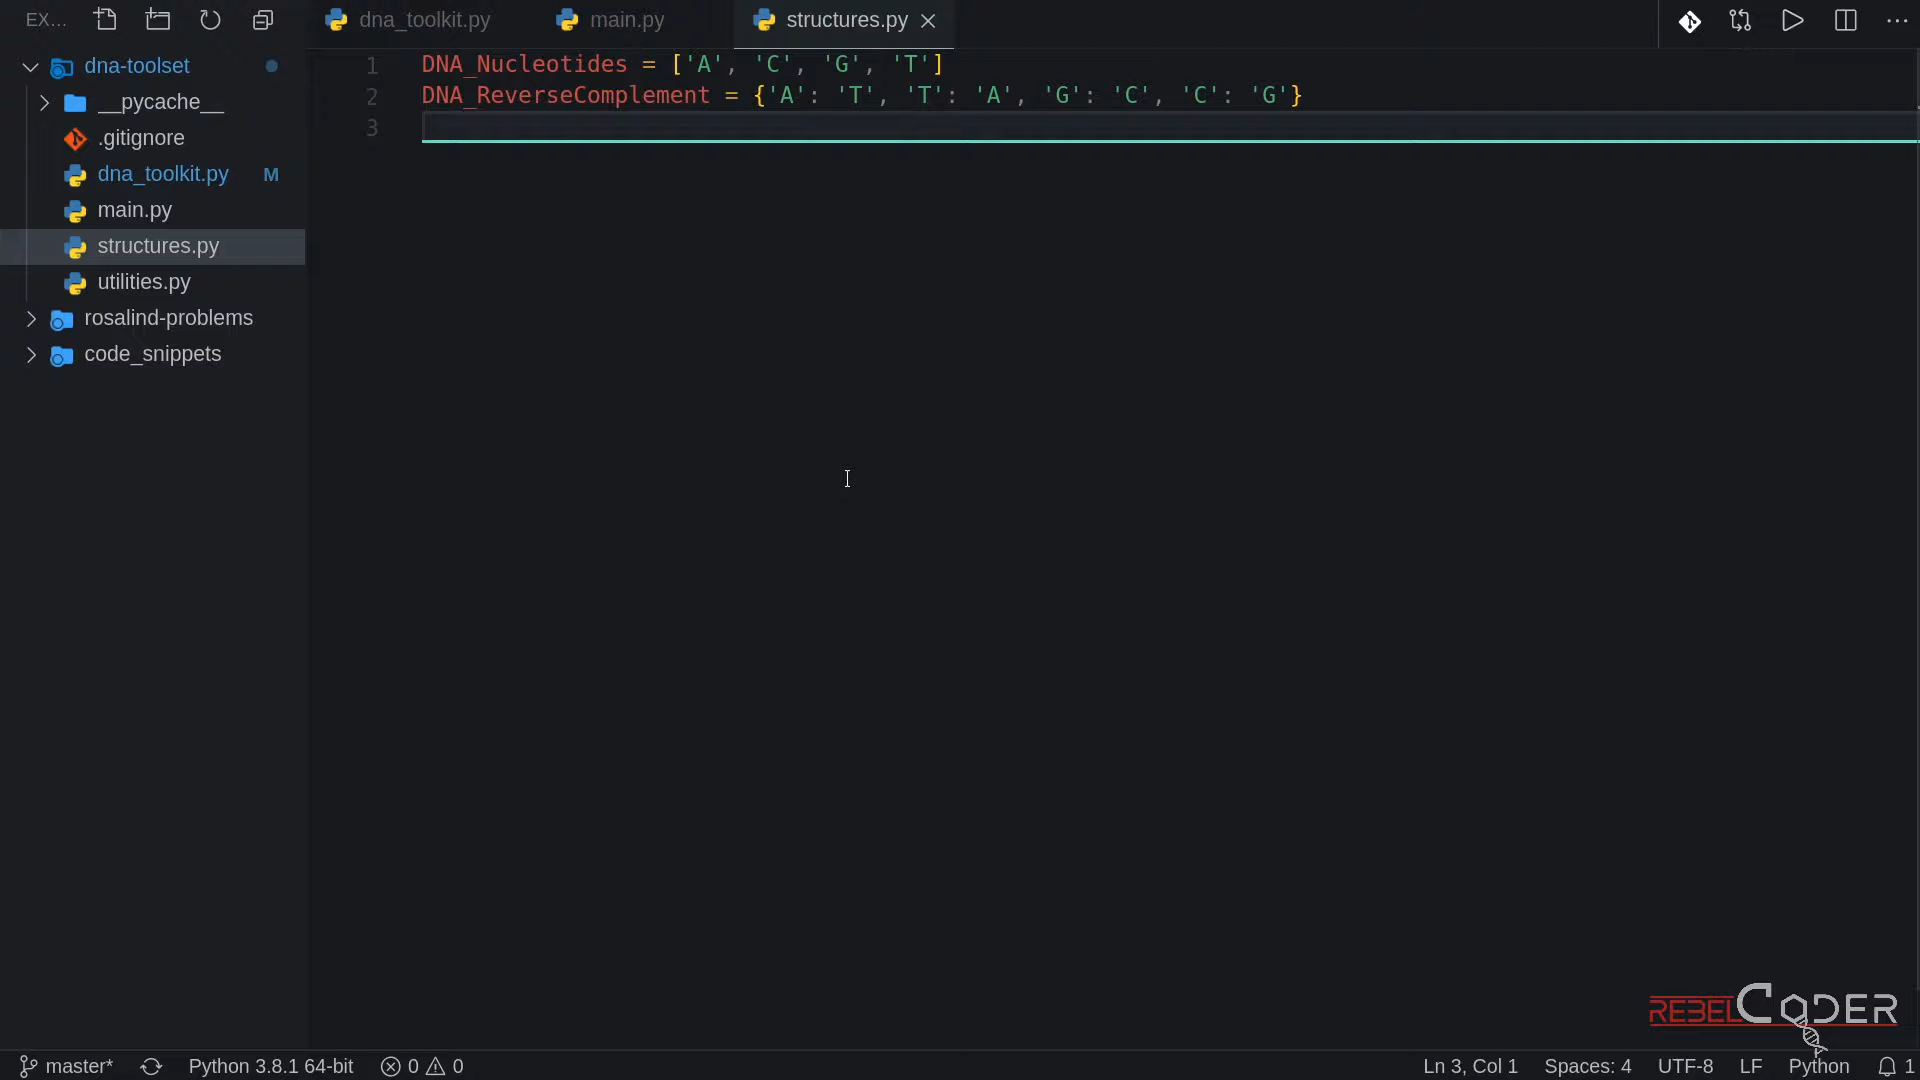 EX...
dna_toolkit.py
main.py
structures.py
dna-toolset
__pycache__
.gitignore
dna_toolkit.py M
main.py
structures.py
utilities.py
rosalind-problems
code_snippets
1 DNA_Nucleotides = ['A', 'C', 'G', 'T']
2 DNA_ReverseComplement = {'A': 'T', 'T': 'A', 'G': 'C', 'C': 'G'}
3
REBELCODER
master* Python 3.8.1 64-bit 0 0 Ln 3, Col 1 Spaces: 4 UTF-8 LF Python 1